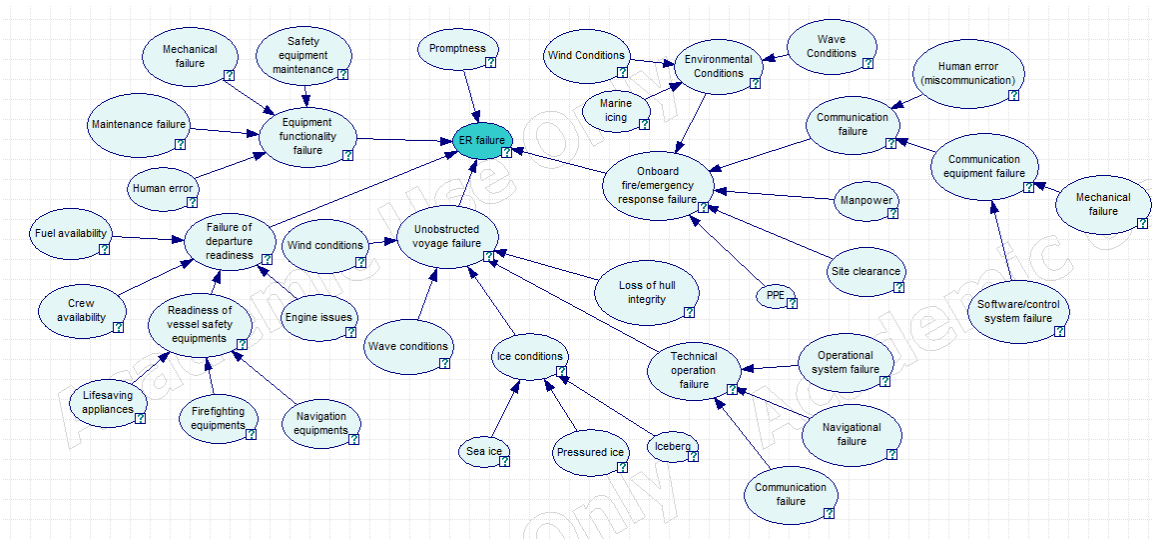 Mechanical
failure
?
Safety
equipment
maintenance
?
Promptness
?
Wind Conditions
?
Environmental
Conditions
?
Wave
Conditions
?
Human error
(miscommunication)
?
Maintenance failure
?
Equipment
functionality
failure
?
ER failure
?
Marine
icing
?
Communication
failure
?
Communication
equipment failure
?
Human error
?
Onboard
fire/emergency
response failure
?
Manpower
?
Mechanical
failure
?
Fuel availability
?
Failure of
departure
readiness
?
Wind conditions
?
Unobstructed
voyage failure
?
Site clearance
?
Crew
availability
?
Readiness of
vessel safety
equipments
?
Engine issues
?
Loss of hull
integrity
?
PPE
?
Software/control
system failure
?
Wave conditions
?
Ice conditions
?
Technical
operation
failure
?
Operational
system failure
?
Lifesaving
appliances
?
Firefighting
equipments
?
Navigation
equipments
?
Sea ice
?
Pressured ice
?
Iceberg
?
Navigational
failure
?
Communication
failure
?
Academic Use Only
Academic
Only